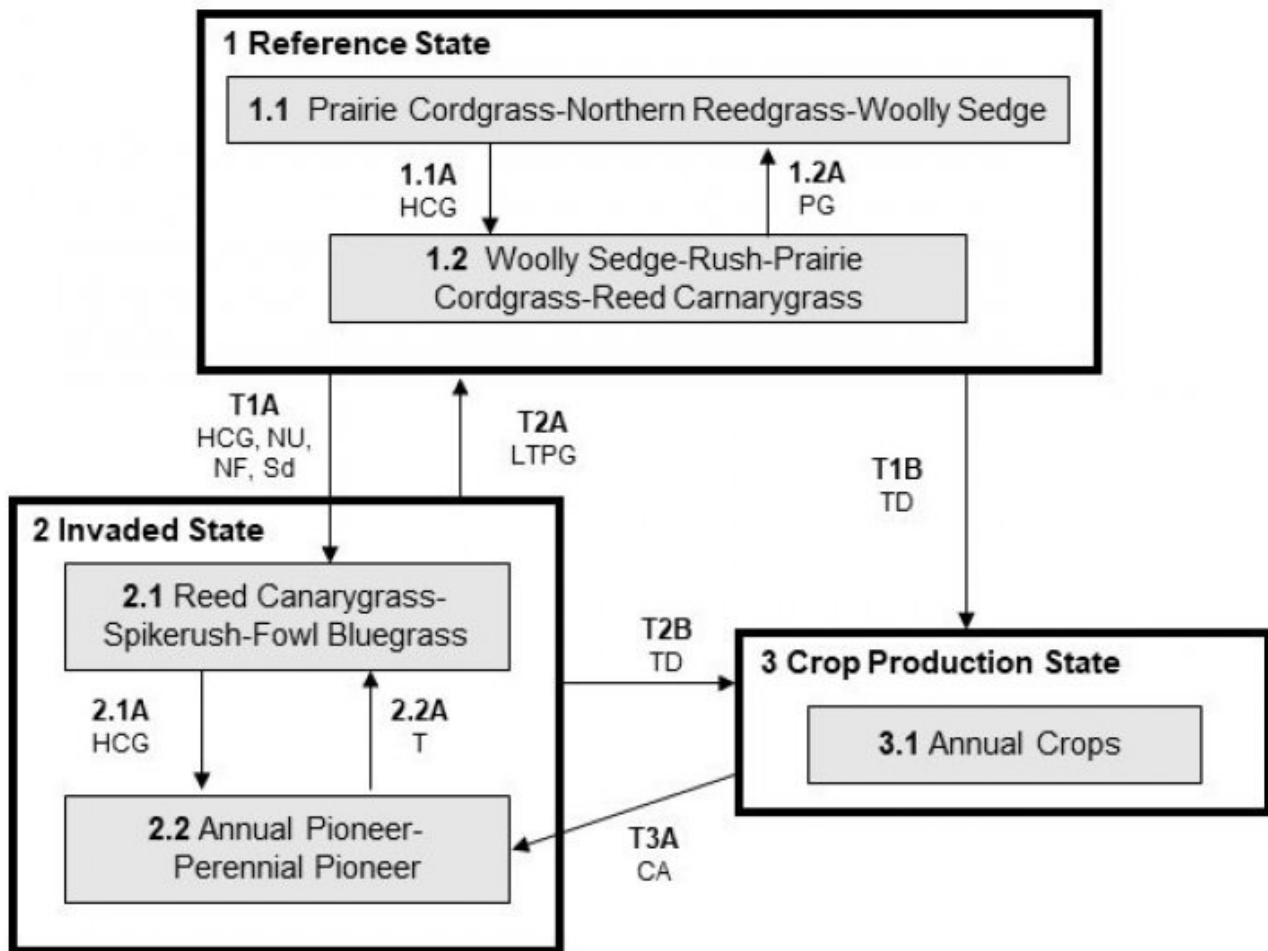 1 Reference State
1.1 Prairie Cordgrass-Northern Reedgrass-Woolly Sedge
1.1A
HCG
1.2A
PG
1.2 Woolly Sedge-Rush-Prairie
Cordgrass-Reed Carnarygrass
T1A
HCG, NU,
NF, Sd
T2A
LTPG
T1B
TD
2 Invaded State
2.1 Reed Canarygrass-
Spikerush-Fowl Bluegrass
2.1A
HCG
2.2A
T
2.2 Annual Pioneer-
Perennial Pioneer
T2B
TD
3 Crop Production State
3.1 Annual Crops
T3A
CA